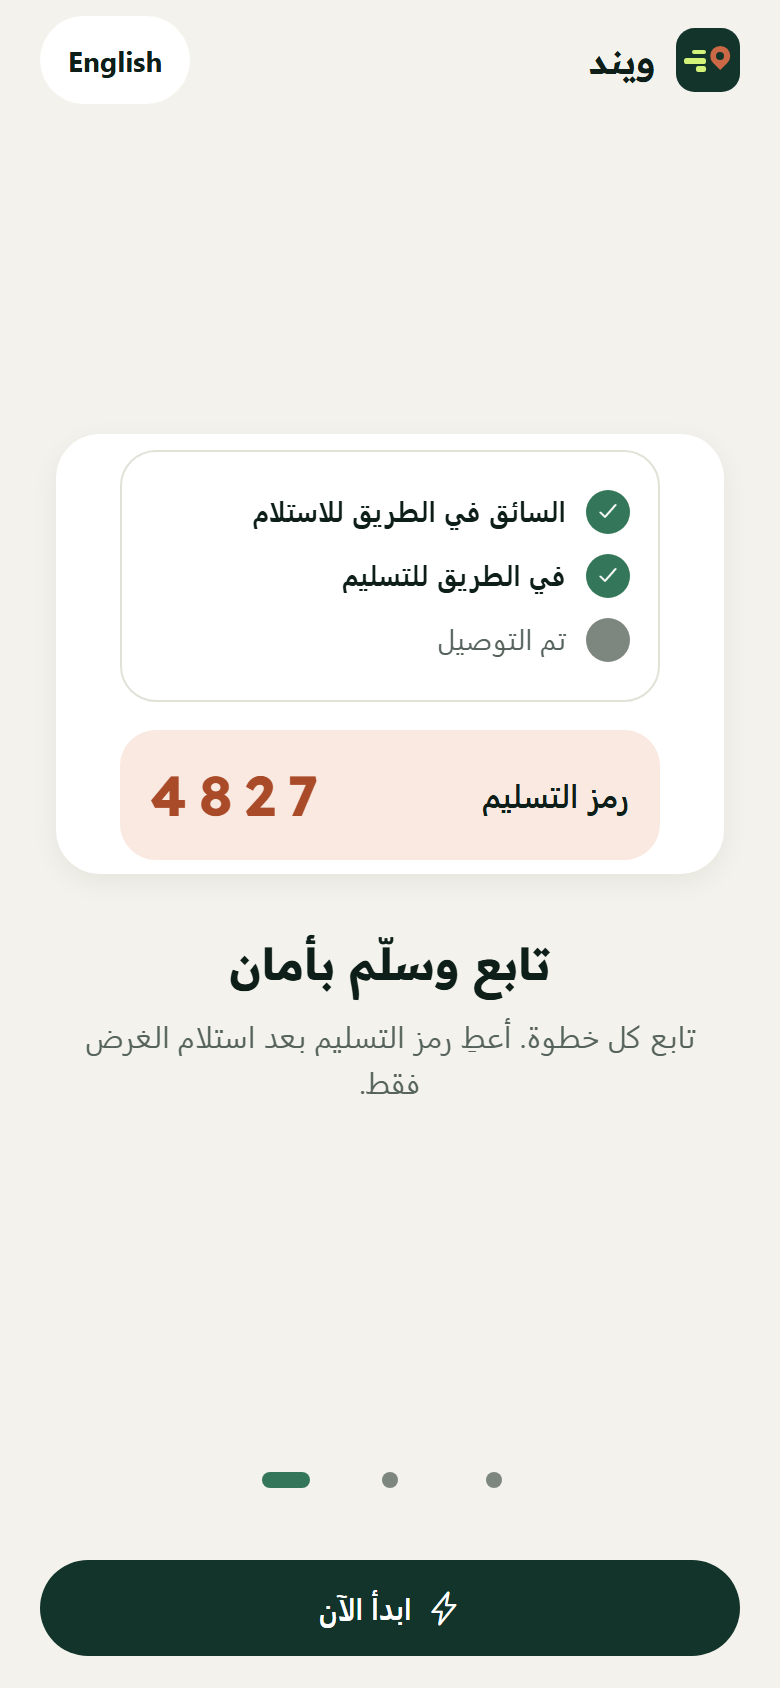 ويند
English
السائق في الطريق للاستلام
في الطريق للتسليم
تم التوصيل
رمز التسليم
4827
تابع وسلّم بأمان
تابع كل خطوة. أعطِ رمز التسليم بعد استلام الغرض
فقط.
ابدأ الآن